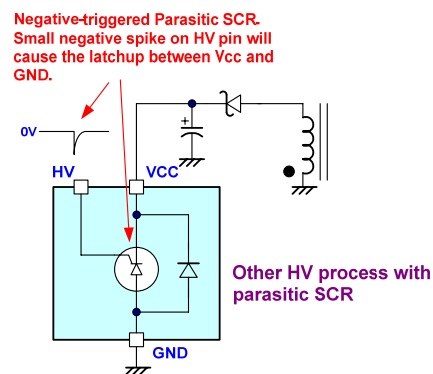 Negative-triggered Parasitic SCR.
Small negative spike on HV pin will
cause the latchup between Vcc and
GND.
0V
+
HV
VCC
Other HV process with
parasitic SCR
GND